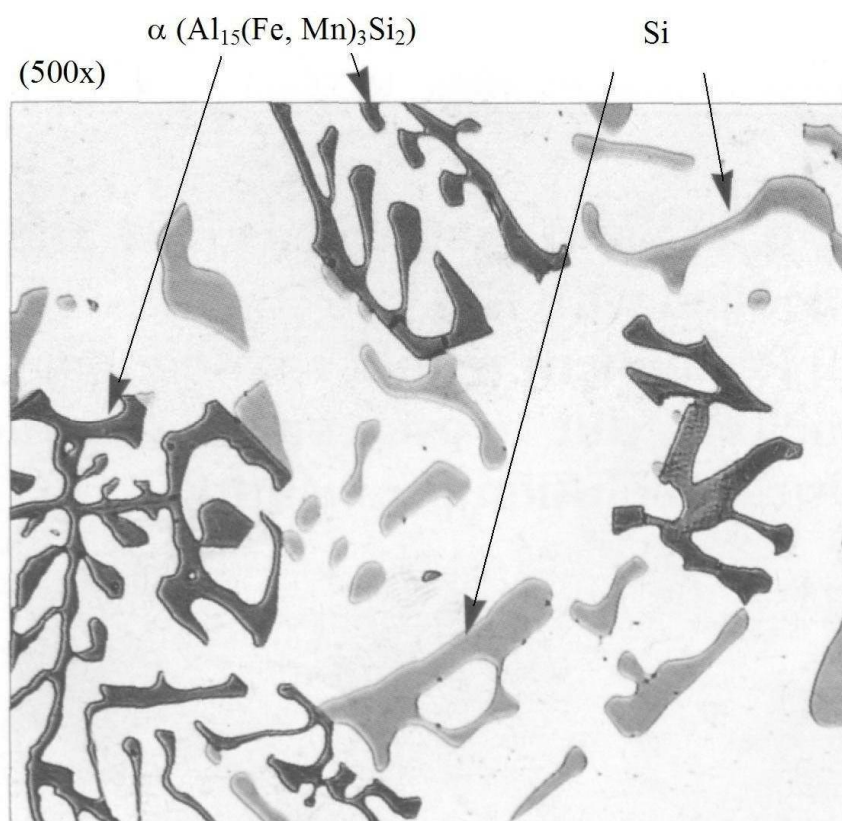 α (Al₁₅(Fe, Mn)₃Si₂)
Si
(500x)